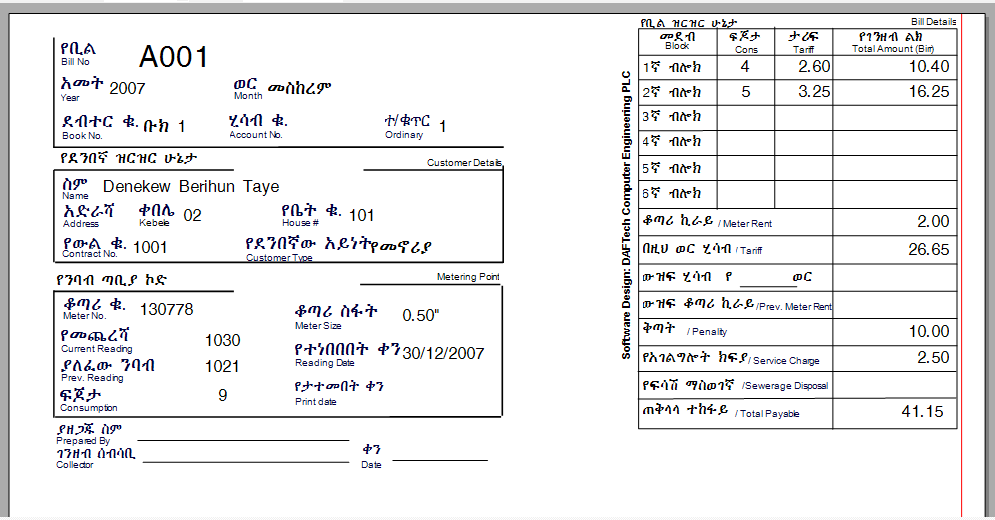 የቢል
Bill No
A001
አመት 2007
Year
ወር መስከረም
Month
ደብተር ቁ. ቡክ 1
Book No.
ሂሳብ ቁ.
Account No.
ተ/ቁጥር 1
Ordinary
የደንበኛ ዝርዝር ሁኔታ
Customer Details
ስም Denekew Berihun Taye
Name
አድራሻ
Address
ቀበሌ 02
Kebele
የቤት ቁ. 101
House #
የውል ቁ. 1001
Contract No.
የደንበኛው አይነት የመኖሪያ
Customer Type
የንባብ ጣቢያ ኮድ
Metering Point
ቆጣሪ ቁ. 130778
Meter No.
ቆጣሪ ስፋት 0.50"
Meter Size
የመጨረሻ 1030
Current Reading
የተነበበበት ቀን 30/12/2007
Reading Date
ያለፈው ንባብ 1021
Prev. Reading
ፍጆታ 9
Consumption
የታተመበት ቀን
Print date
ያዘጋጁ ስም
Prepared By
ገንዘብ ሰብሳቢ
Collector
ቀን
Date
Software Design: DAFTech Computer Engineering PLC
የቢል ዝርዝር ሁኔታ Bill Details
መደብ ፍጆታ ታሪፍ የገንዘብ ልክ
Block Cons Tariff Total Amount (Birr)
1ኛ ብሎክ 4 2.60 10.40
2ኛ ብሎክ 5 3.25 16.25
3ኛ ብሎክ
4ኛ ብሎክ
5ኛ ብሎክ
6ኛ ብሎክ
ቆጣሪ ኪራይ / Meter Rent 2.00
በዚህ ወር ሂሳብ / Tariff 26.65
ውዝፍ ሂሳብ የ ወር
ውዝፍ ቆጣሪ ኪራይ /Prev. Meter Rent
ቅጣት / Penality 10.00
የአገልግሎት ክፍያ / Service Charge 2.50
የፍሳሽ ማስወገኛ /Sewerage Disposal
ጠቅላላ ተከፋይ / Total Payable 41.15